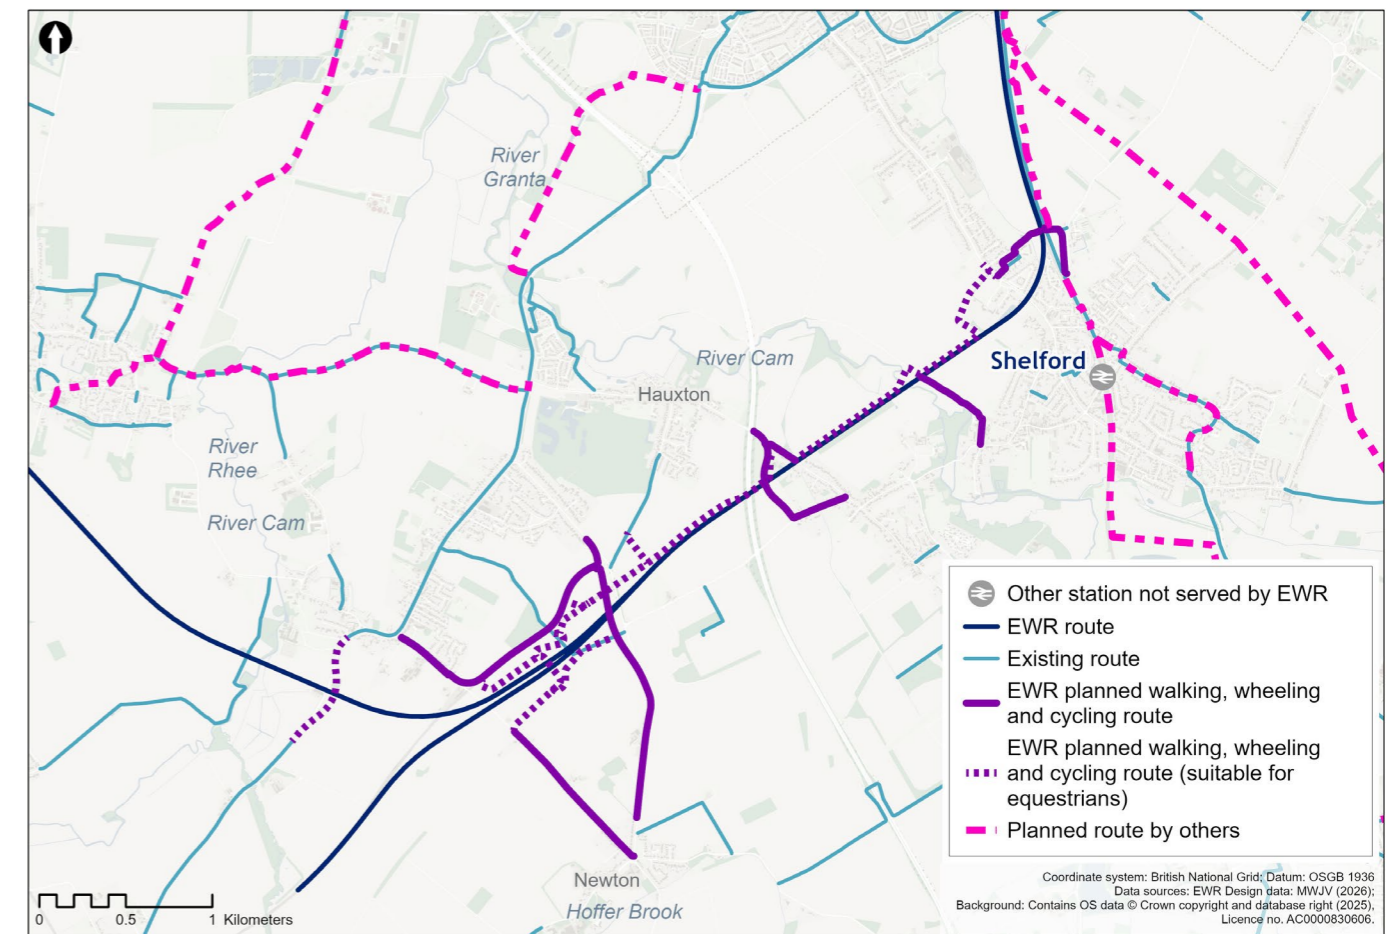 River
Granta
River Cam
Shelford
Hauxton
River
Rhee
River Cam
Other station not served by EWR
EWR route
Existing route
EWR planned walking, wheeling
and cycling route
EWR planned walking, wheeling
and cycling route (suitable for
equestrians)
Planned route by others
Newton
Hoffer Brook
0 0.5 1 Kilometers
Coordinate system: British National Grid; Datum: OSGB 1936
Data sources: EWR Design data: MWJV (2026);
Background: Contains OS data © Crown copyright and database right (2025),
Licence no. AC0000830606.